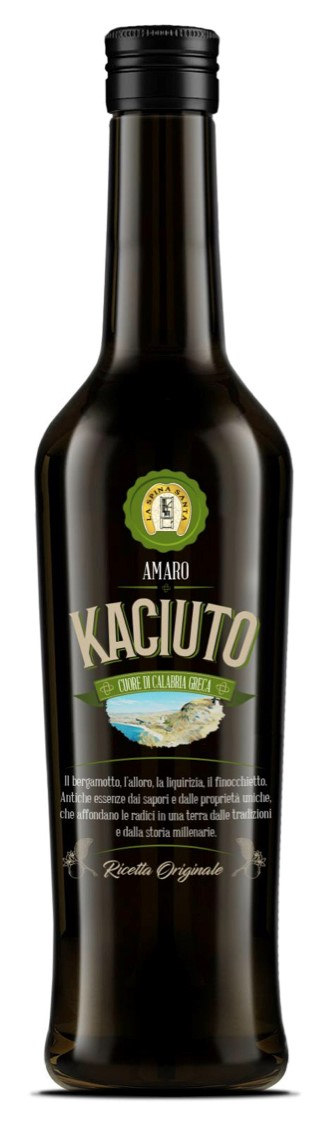 LA SPINA SANTA
AMARO
KACIUTO
CUORE DI CALABRIA GRECA
Il bergamotto, l'alloro, la liquirizia, il finocchietto.
Antiche essenze dai sapori e dalle proprietà uniche,
che affondano le radici in una terra dalle tradizioni
e dalla storia millenarie.
Ricetta Originale